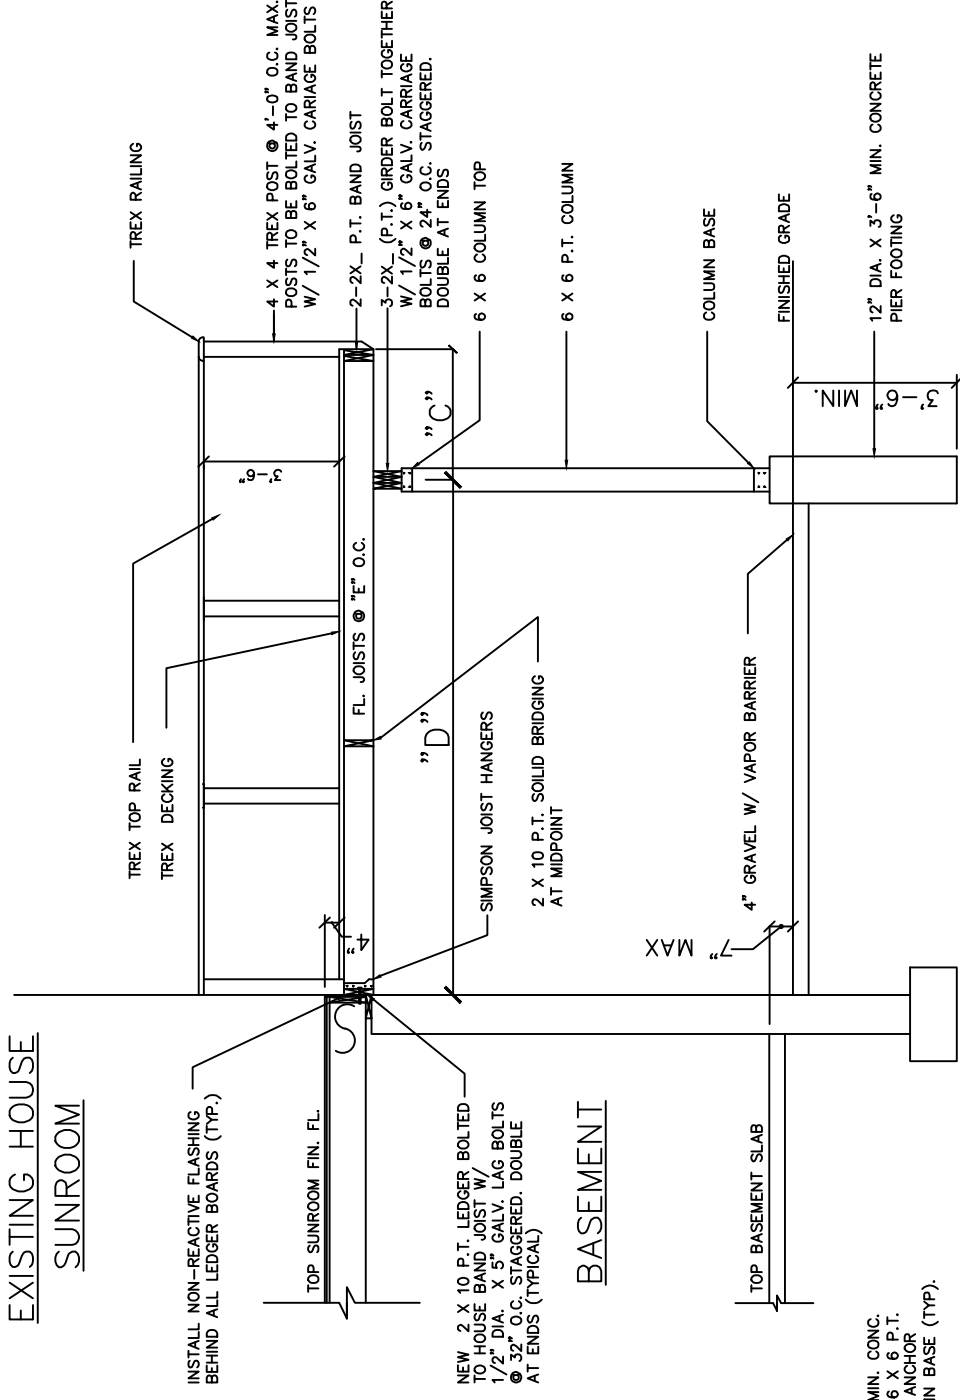 EXISTING HOUSE
SUNROOM
INSTALL NON-REACTIVE FLASHING
BEHIND ALL LEDGER BOARDS (TYP.)
TOP SUNROOM FIN. FL.
NEW 2 X 10 P.T. LEDGER BOLTED
TO HOUSE BAND JOIST W/
1/2" DIA. X 5" GALV. LAG BOLTS
@ 32" O.C. STAGGERED. DOUBLE
AT ENDS (TYPICAL)
BASEMENT
TOP BASEMENT SLAB
MIN. CONC.
6 X 6 P.T.
ANCHOR
IN BASE (TYP).
TREX TOP RAIL
TREX DECKING
4"
FL. JOISTS @ "E" O.C.
"D"
SIMPSON JOIST HANGERS
2 X 10 P.T. SOILID BRIDGING
AT MIDPOINT
7" MAX
4" GRAVEL W/ VAPOR BARRIER
TREX RAILING
3'-6"
4 X 4 TREX POST @ 4'-0" O.C. MAX.
POSTS TO BE BOLTED TO BAND JOIST
W/ 1/2" X 6" GALV. CARIAGE BOLTS
2-2X_ P.T. BAND JOIST
3-2X_ (P.T.) GIRDER BOLT TOGETHER
W/ 1/2" X 6" GALV. CARRIAGE
BOLTS @ 24" O.C. STAGGERED.
DOUBLE AT ENDS
"C"
6 X 6 COLUMN TOP
6 X 6 P.T. COLUMN
COLUMN BASE
FINISHED GRADE
3'-6" MIN.
12" DIA. X 3'-6" MIN. CONCRETE
PIER FOOTING